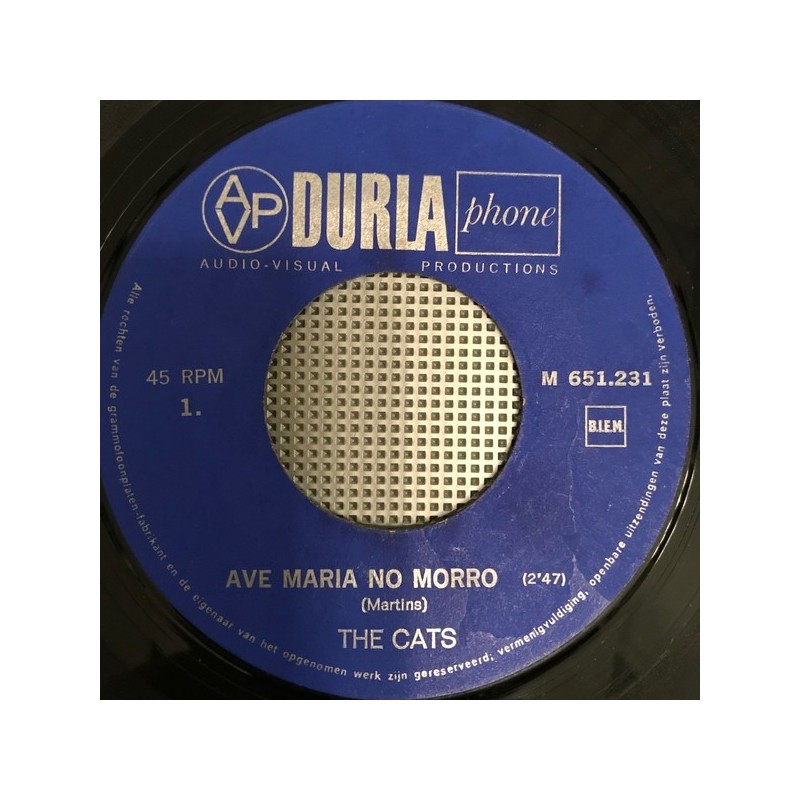 AVP DURLA phone
AUDIO-VISUAL PRODUCTIONS
45 RPM
1.
M 651.231
B.I.E.M.
AVE MARIA NO MORRO (2'47)
(Martins)
THE CATS
Alle rechten van de grammofoonplaten-fabrikant en de eigenaar van het opgenomen werk zijn gereserveerd; vermenigvuldiging, openbare uitzendingen van deze plaat zijn verboden.